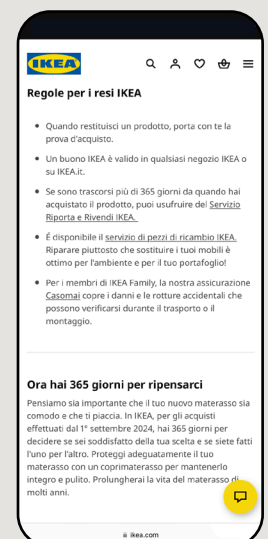 IKEA
Regole per i resi IKEA
Quando restituisci un prodotto, porta con te la
prova d'acquisto.
Un buono IKEA è valido in qualsiasi negozio IKEA o
su IKEA.it.
Se sono trascorsi più di 365 giorni da quando hai
acquistato il prodotto, puoi usufruire del Servizio
Riporta e Rivendi IKEA.
É disponibile il servizio di pezzi di ricambio IKEA.
Riparare piuttosto che sostituire i tuoi mobili è
ottimo per l'ambiente e per il tuo portafoglio!
Per i membri di IKEA Family, la nostra assicurazione
Casomai copre i danni e le rotture accidentali che
possono verificarsi durante il trasporto o il
montaggio.
Ora hai 365 giorni per ripensarci
Pensiamo sia importante che il tuo nuovo materasso sia
comodo e che ti piaccia. In IKEA, per gli acquisti
effettuati dal 1° settembre 2024, hai 365 giorni per
decidere se sei soddisfatto della tua scelta e se siete fatti
l'uno per l'altro. Proteggi adeguatamente il tuo
materasso con un coprimaterasso per mantenerlo
integro e pulito. Prolungherai la vita del materasso di
molti anni.
ikea.com